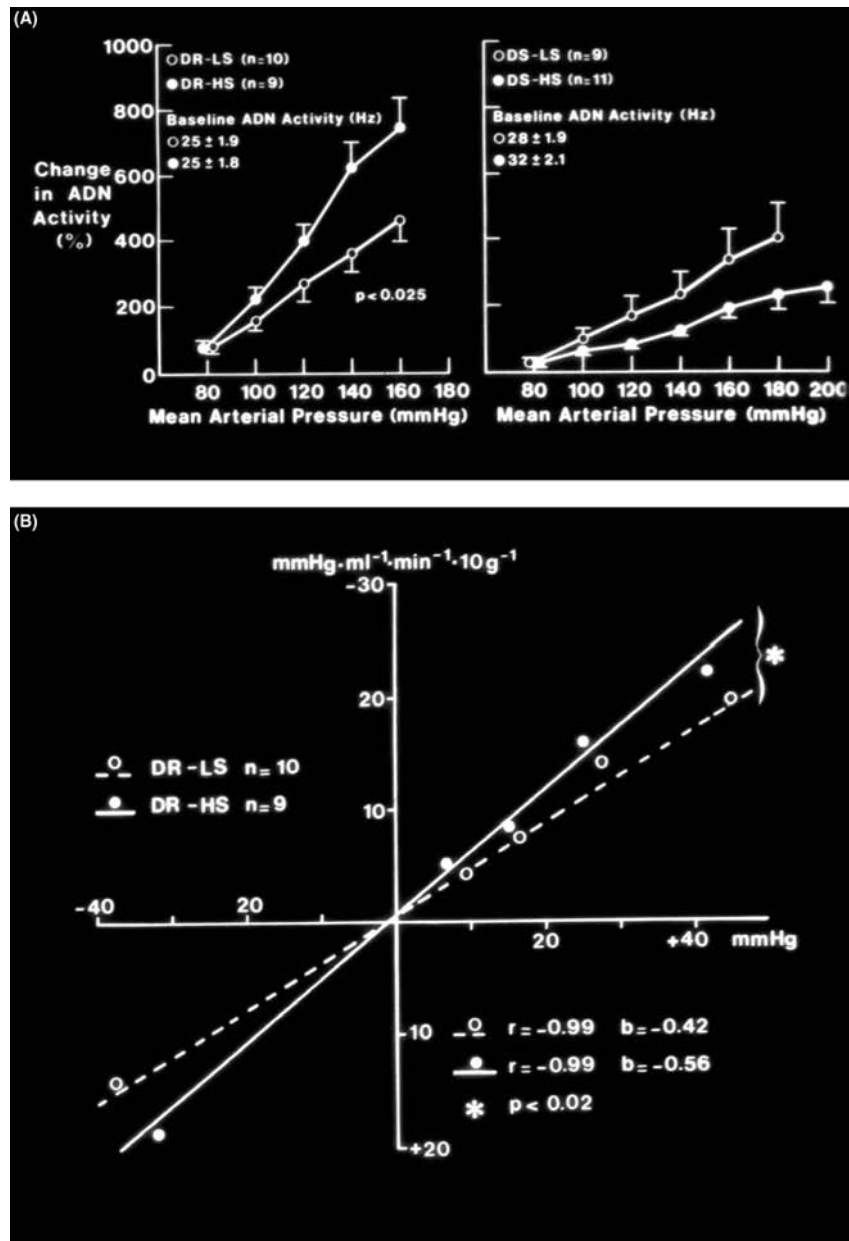 (A)
1000
800
600
400
200
0
Change
in ADN
Activity
(%)
DR-LS (n=10)
DR-HS (n=9)
Baseline ADN Activity (Hz)
25 ± 1.9
25 ± 1.8
p < 0.025
80 100 120 140 160 180
Mean Arterial Pressure (mmHg)
DS-LS (n=9)
DS-HS (n=11)
Baseline ADN Activity (Hz)
28 ± 1.9
32 ± 2.1
80 100 120 140 160 180 200
Mean Arterial Pressure (mmHg)
(B)
mmHg·ml⁻¹·min⁻¹·10g⁻¹
-30
20
*
DR-LS n= 10
DR-HS n= 9
10
-40 20
20 +40 mmHg
10
r= -0.99 b= -0.42
r= -0.99 b= -0.56
* p< 0.02
+20